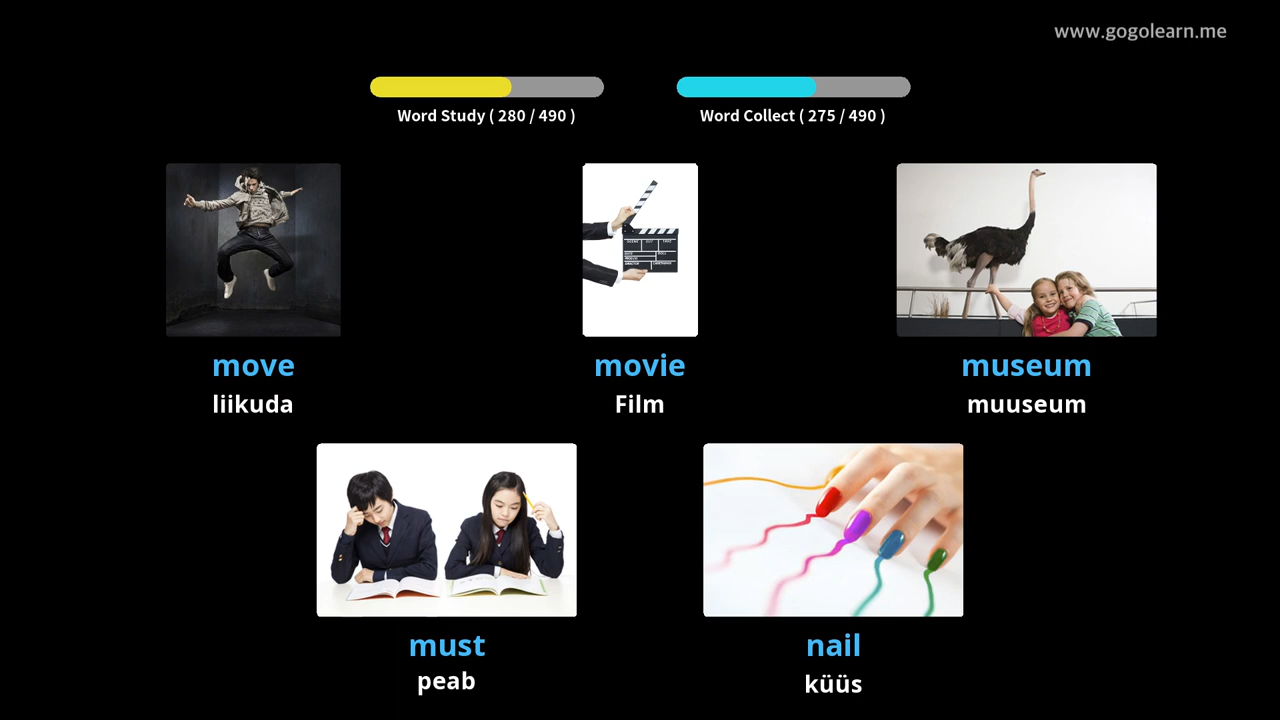 www.gogolearn.me
Word Study ( 280 / 490 )
Word Collect ( 275 / 490 )
move
liikuda
movie
Film
museum
muuseum
must
peab
nail
küüs